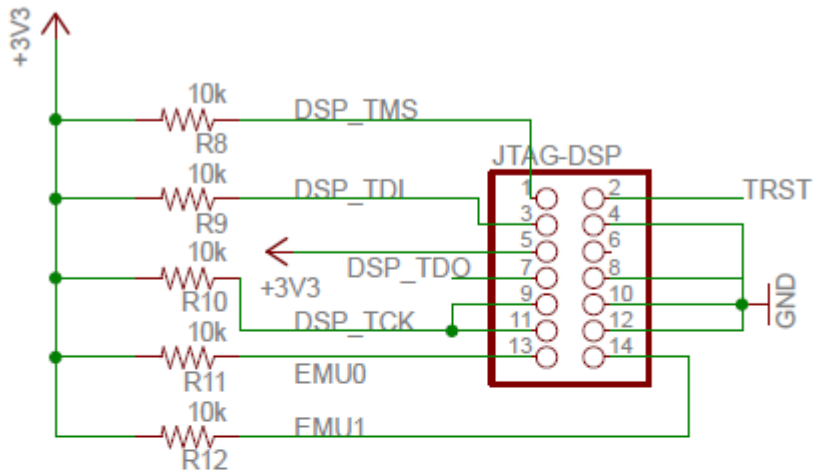 +3V3
10k
DSP_TMS
R8
JTAG-DSP
10k
DSP_TDI
R9
1 2
TRST
3 4
5 6
10k
DSP_TDO
+3V3
7 8
R10
9 10
GND
DSP_TCK
11 12
10k
13 14
R11
EMU0
10k
EMU1
R12